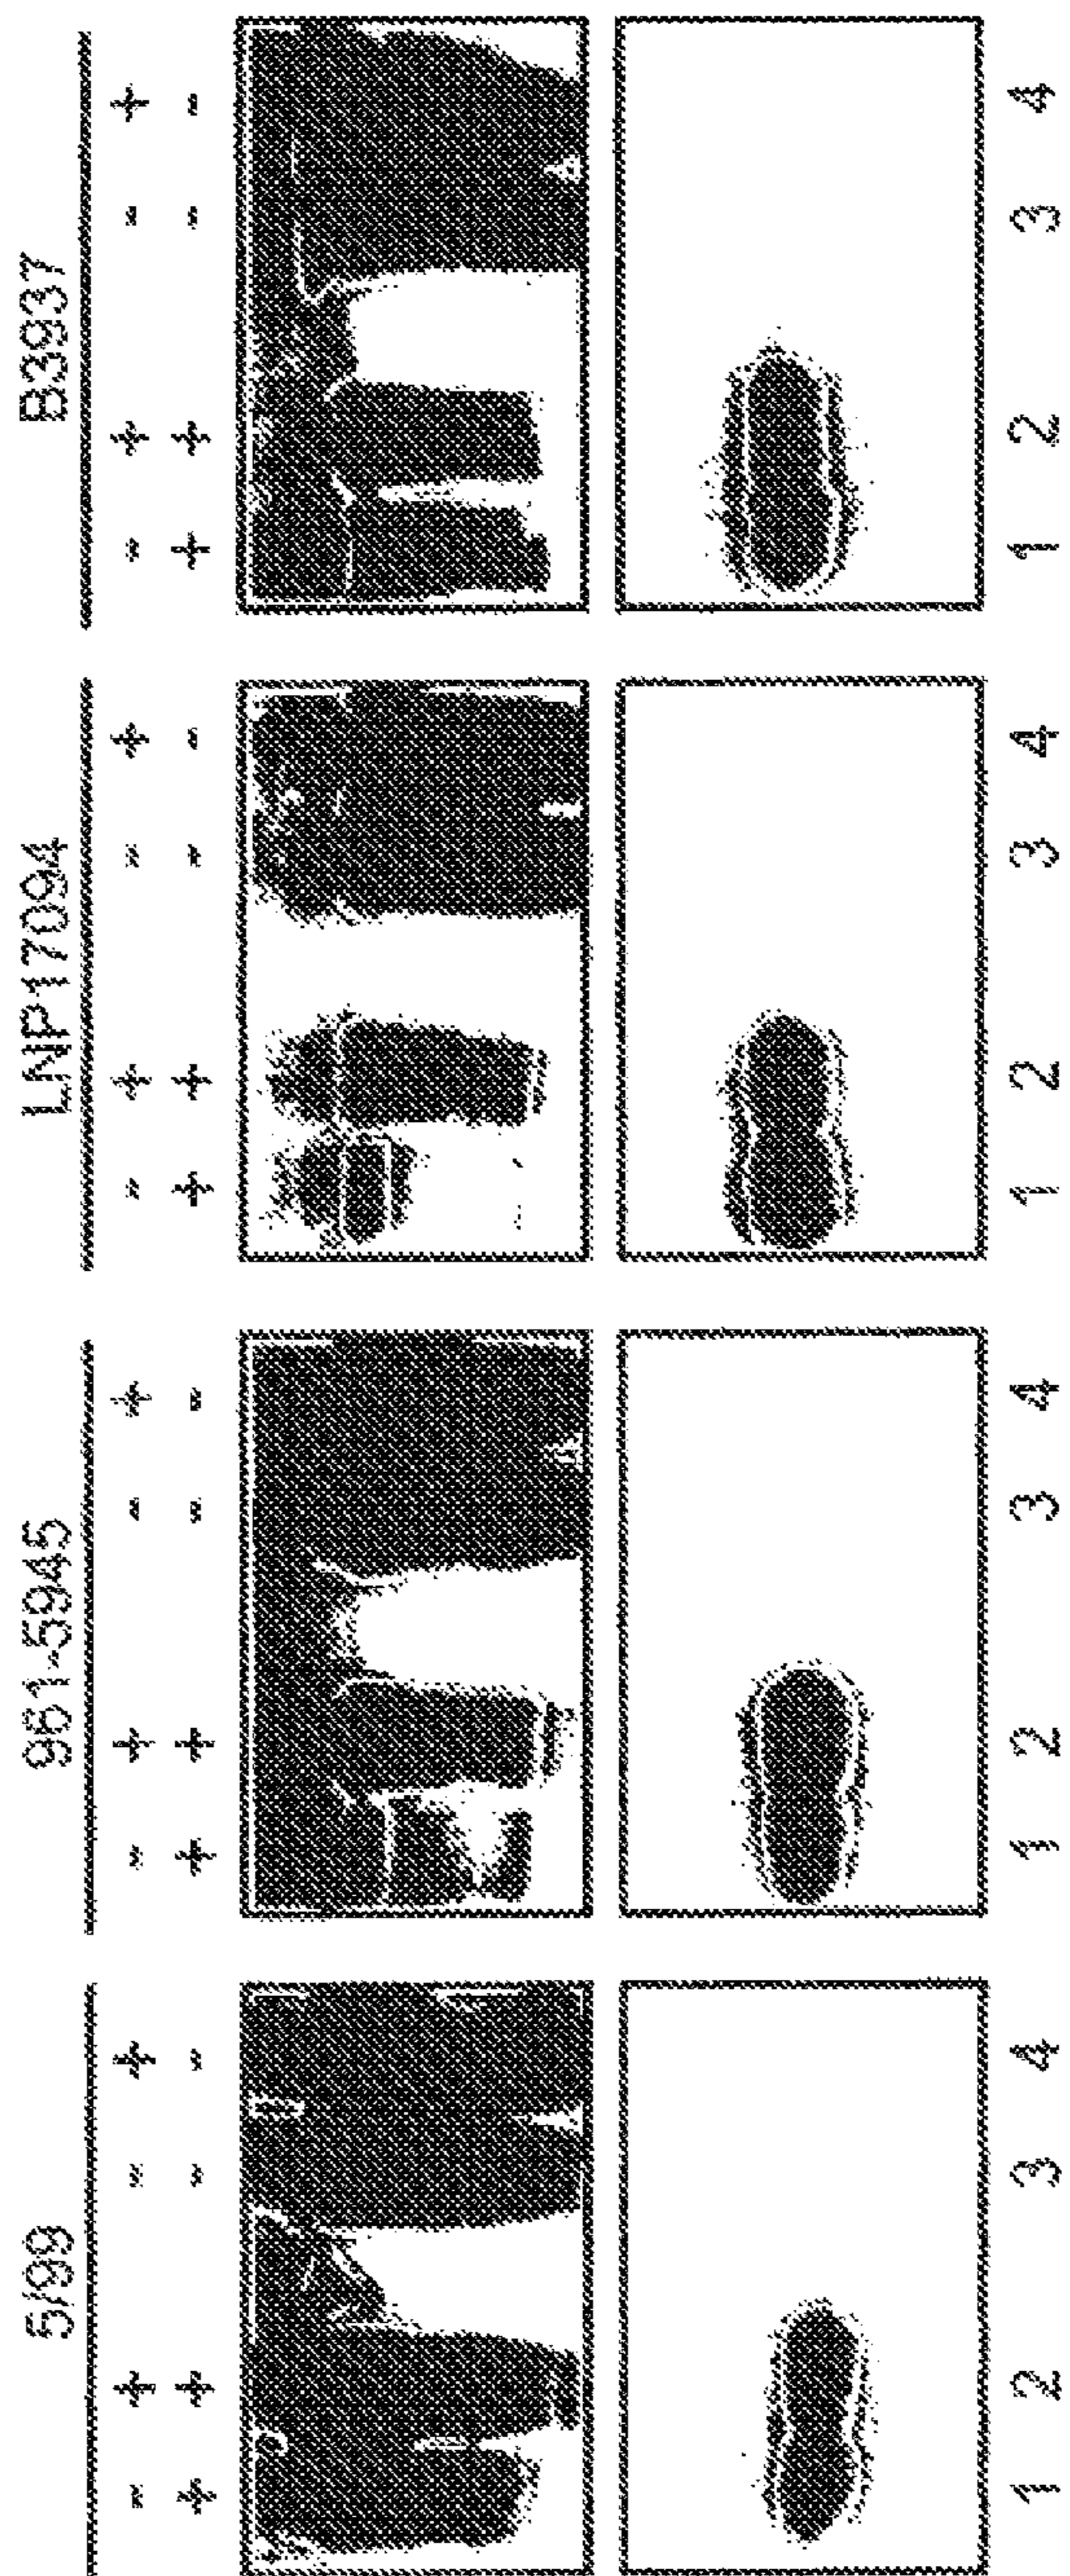 5/99 961-5945 LNP17094 B3937
- + - + - + - + - + - + - + - +
+ + - - + + - - + + - - + + - -
1 2 3 4 1 2 3 4 1 2 3 4 1 2 3 4